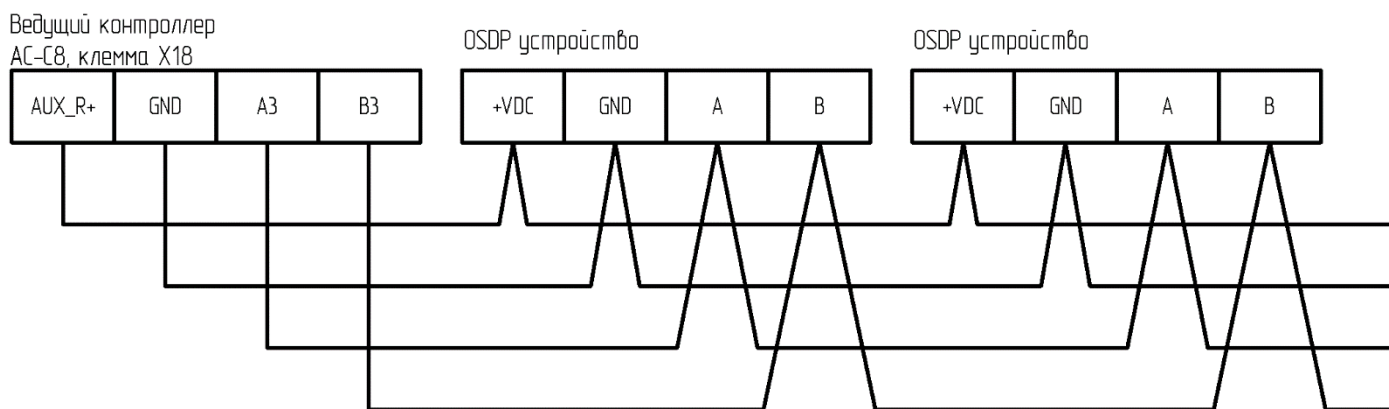 Ведущий контроллер
AC-C8, клемма X18
OSDP устройство
OSDP устройство
AUX_R+ GND A3 B3 +VDC GND A B +VDC GND A B